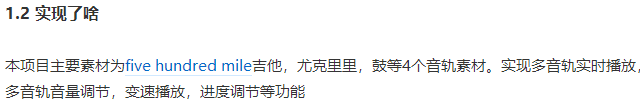 1.2 实现了啥
本项目主要素材为five hundred mile吉他，尤克里里，鼓等4个音轨素材。实现多音轨实时播放，
多音轨音量调节，变速播放，进度调节等功能